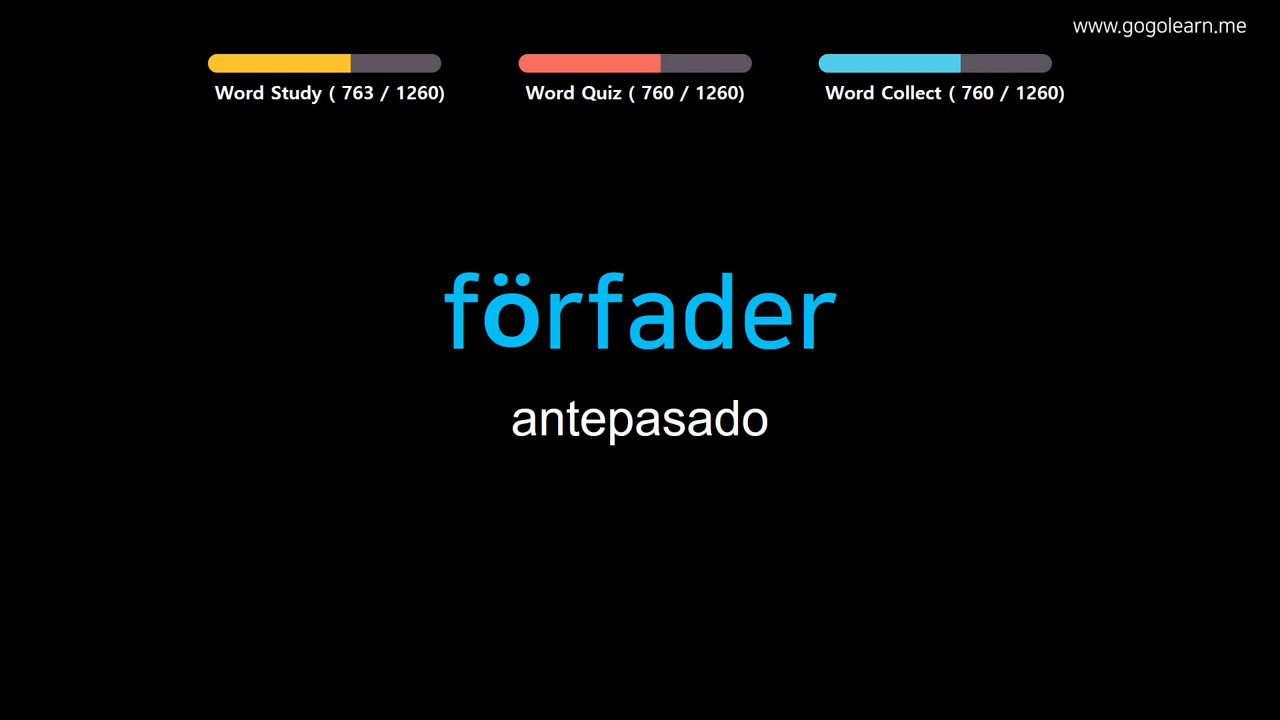 www.gogolearn.me
Word Study ( 763 / 1260)
Word Quiz ( 760 / 1260)
Word Collect ( 760 / 1260)
förfader
antepasado